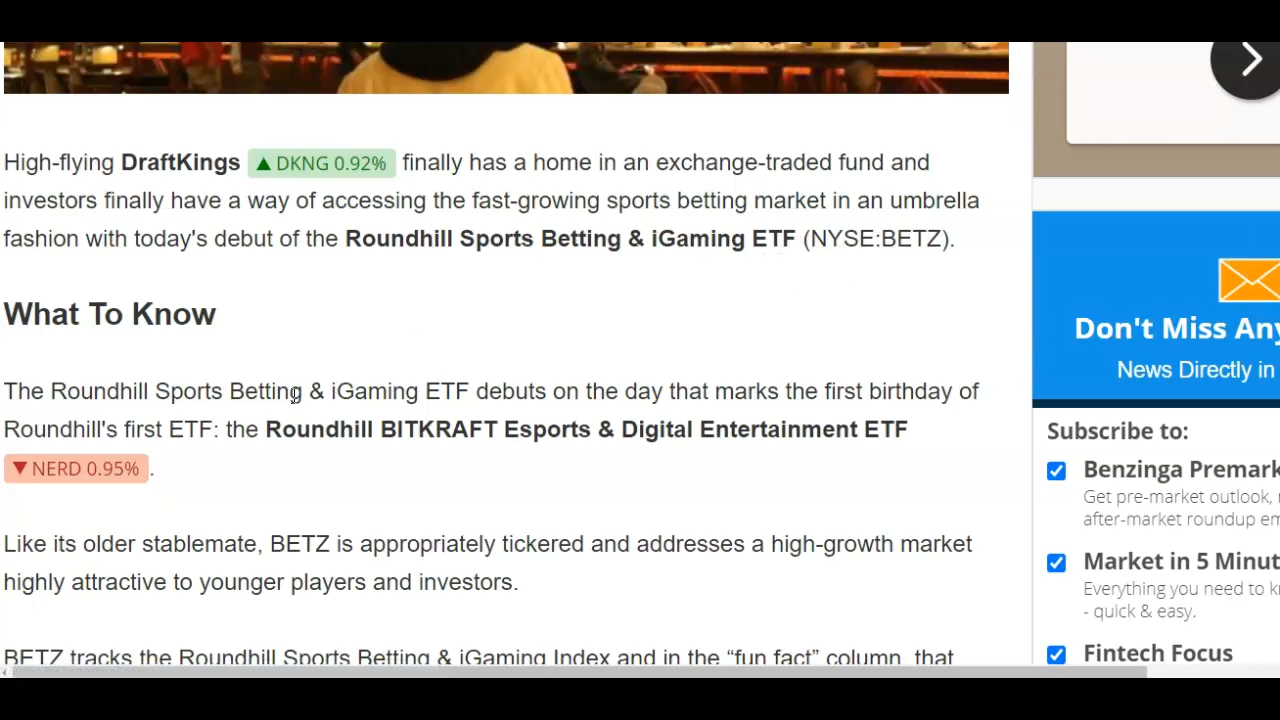 High-flying DraftKings ▲ DKNG 0.92% finally has a home in an exchange-traded fund and
investors finally have a way of accessing the fast-growing sports betting market in an umbrella
fashion with today's debut of the Roundhill Sports Betting & iGaming ETF (NYSE:BETZ).
What To Know
The Roundhill Sports Betting & iGaming ETF debuts on the day that marks the first birthday of
Roundhill's first ETF: the Roundhill BITKRAFT Esports & Digital Entertainment ETF
▼ NERD 0.95% .
Like its older stablemate, BETZ is appropriately tickered and addresses a high-growth market
highly attractive to younger players and investors.
BETZ tracks the Roundhill Sports Betting & iGaming Index and in the “fun fact” column, that
Don't Miss Any
News Directly in
Subscribe to:
Benzinga Premark
Get pre-market outlook,
after-market roundup em
Market in 5 Minut
Everything you need to k
- quick & easy.
Fintech Focus